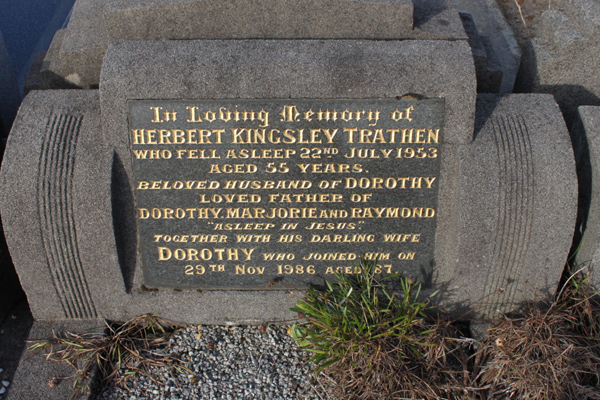 In Loving Memory of
HERBERT KINGSLEY TRATHEN
WHO FELL ASLEEP 22ND JULY 1953
AGED 55 YEARS.
BELOVED HUSBAND OF DOROTHY
LOVED FATHER OF
DOROTHY, MARJORIE AND RAYMOND
"ASLEEP IN JESUS"
TOGETHER WITH HIS DARLING WIFE
DOROTHY WHO JOINED HIM ON
29TH NOV 1986 AGED 87.